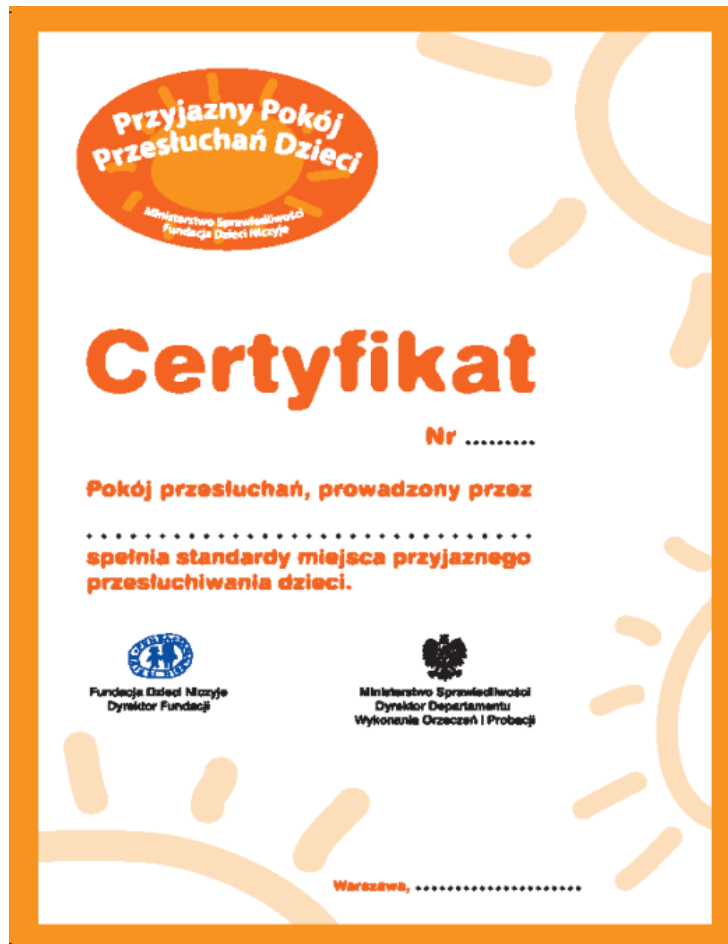 Przyjazny Pokój
Przesłuchań Dzieci
Ministerstwo Sprawiedliwości
Fundacja Dzieci Niczyje
Certyfikat
Nr .........
Pokój przesłuchań, prowadzony przez
................................
spełnia standardy miejsca przyjaznego
przesłuchiwania dzieci.
Fundacja Dzieci Niczyje
Dyrektor Fundacji
Ministerstwo Sprawiedliwości
Dyrektor Departamentu
Wykonania Orzeczeń i Probacji
Warszawa, .....................